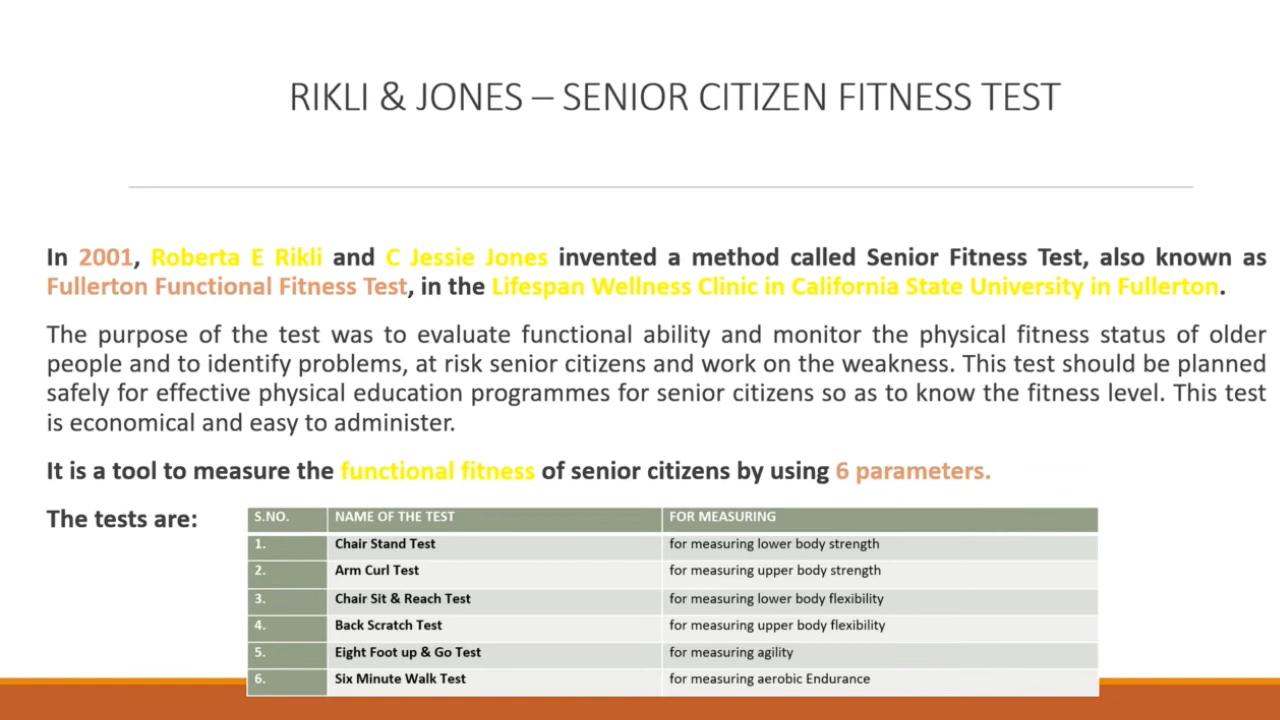 RIKLI & JONES – SENIOR CITIZEN FITNESS TEST
In 2001, Roberta E Rikli and C Jessie Jones invented a method called Senior Fitness Test, also known as
Fullerton Functional Fitness Test, in the Lifespan Wellness Clinic in California State University in Fullerton.
The purpose of the test was to evaluate functional ability and monitor the physical fitness status of older
people and to identify problems, at risk senior citizens and work on the weakness. This test should be planned
safely for effective physical education programmes for senior citizens so as to know the fitness level. This test
is economical and easy to administer.
It is a tool to measure the functional fitness of senior citizens by using 6 parameters.
The tests are:
S.NO. NAME OF THE TEST FOR MEASURING
1. Chair Stand Test for measuring lower body strength
2. Arm Curl Test for measuring upper body strength
3. Chair Sit & Reach Test for measuring lower body flexibility
4. Back Scratch Test for measuring upper body flexibility
5. Eight Foot up & Go Test for measuring agility
6. Six Minute Walk Test for measuring aerobic Endurance